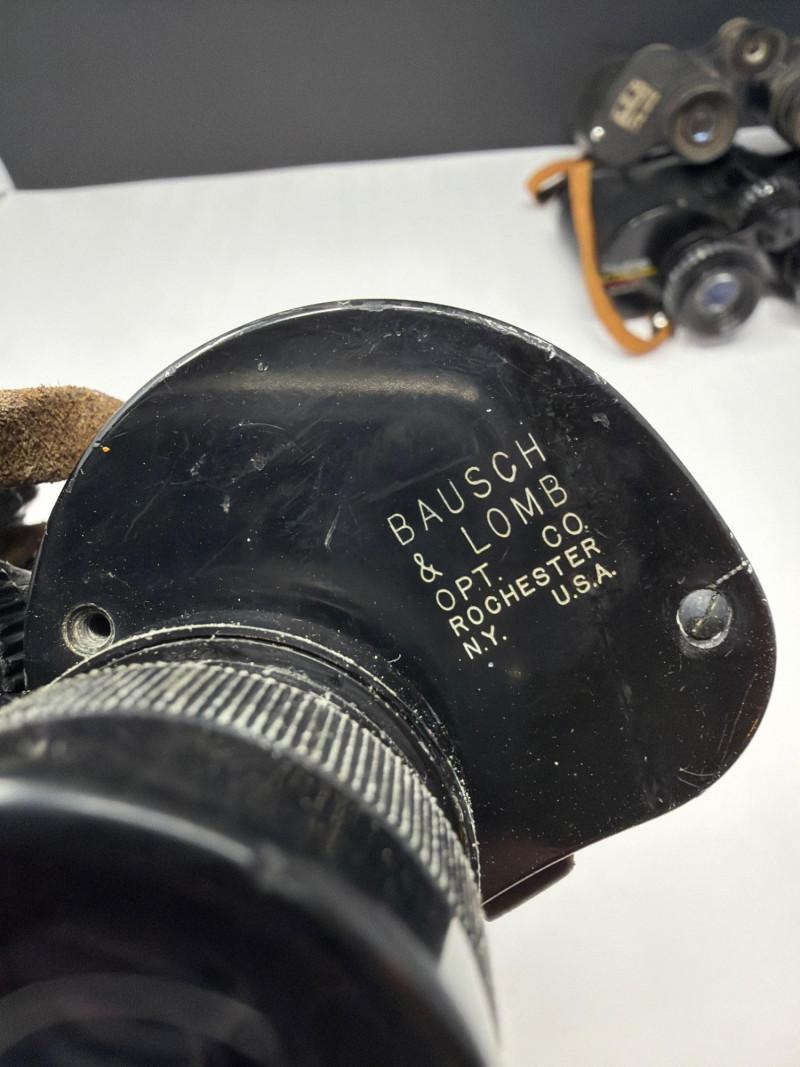 BAUSCH
& LOMB
OPT. CO.
ROCHESTER
N.Y. U.S.A.